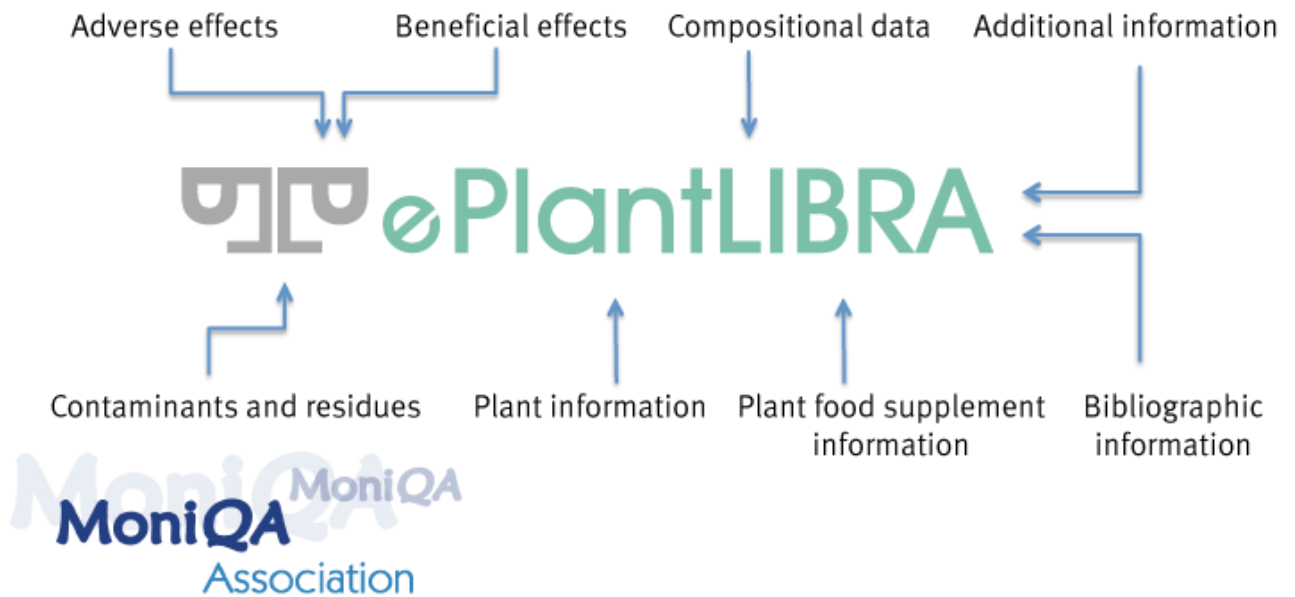 Adverse effects
Beneficial effects
Compositional data
Additional information
ePlantLIBRA
Contaminants and residues
Plant information
Plant food supplement
information
Bibliographic
information
MoniQA
MoniQA
MoniQA
Association